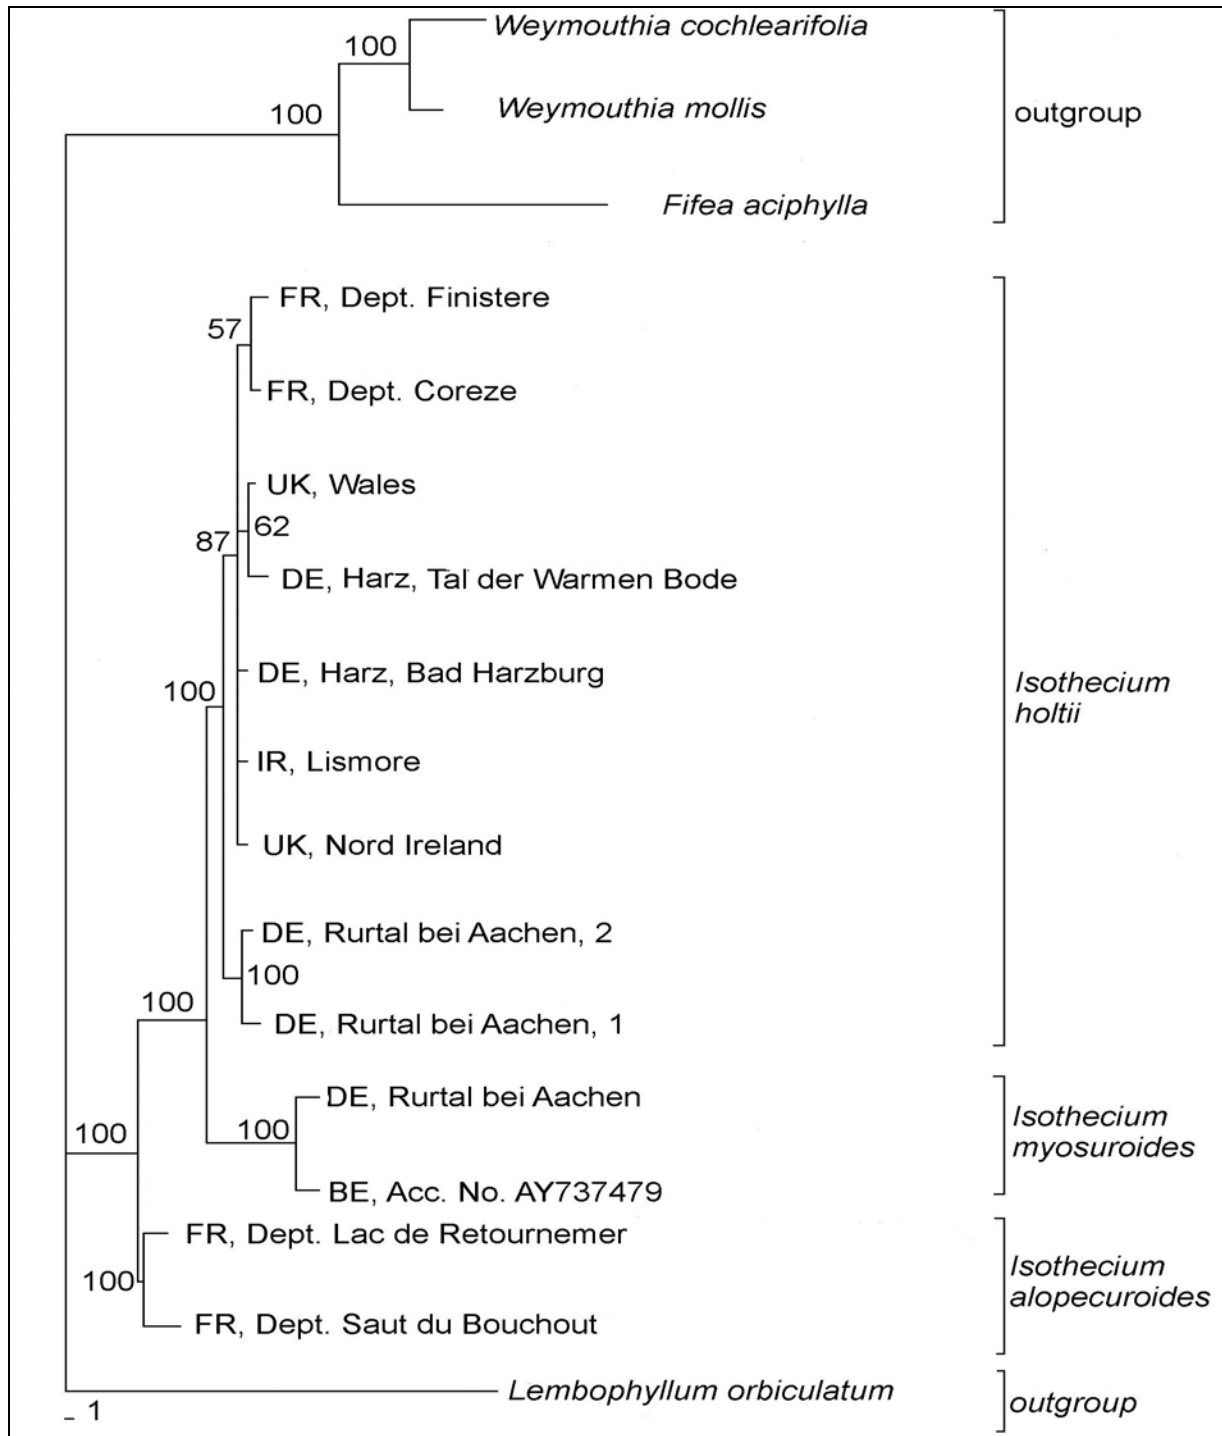 Weymouthia cochlearifolia
100
Weymouthia mollis
100
outgroup
Fifea aciphylla
FR, Dept. Finistere
57
FR, Dept. Coreze
UK, Wales
62
87
DE, Harz, Tal der Warmen Bode
DE, Harz, Bad Harzburg
Isothecium
holtii
100
IR, Lismore
UK, Nord Ireland
DE, Rurtal bei Aachen, 2
100
100
DE, Rurtal bei Aachen, 1
DE, Rurtal bei Aachen
Isothecium
myosuroides
100
100
BE, Acc. No. AY737479
FR, Dept. Lac de Retournemer
Isothecium
alopecuroides
100
FR, Dept. Saut du Bouchout
Lembophyllum orbiculatum
outgroup
1